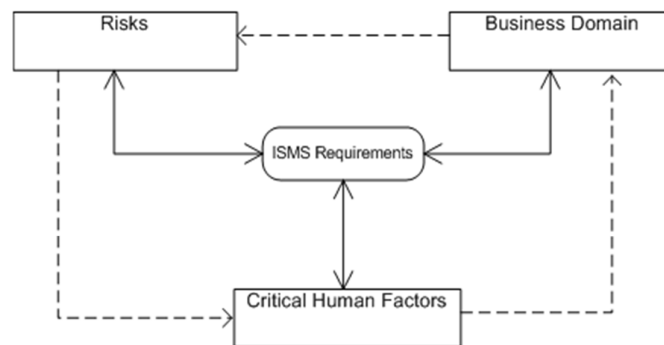 Risks
Business Domain
ISMS Requirements
Critical Human Factors